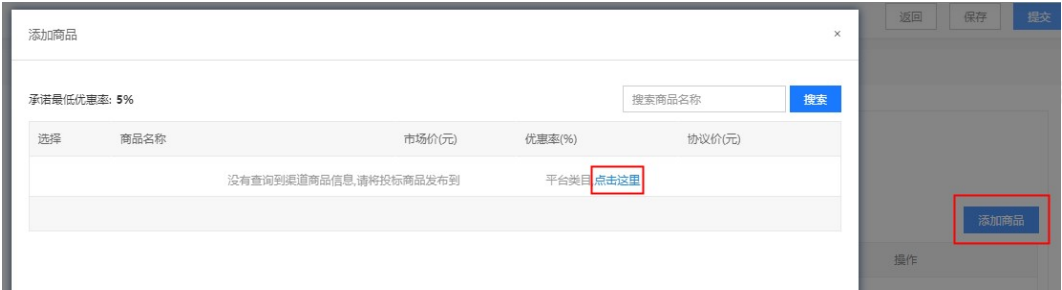 返回 保存 提交
添加商品 ×
承诺最低优惠率: 5% 搜索商品名称 搜索
选择 商品名称 市场价(元) 优惠率(%) 协议价(元)
没有查询到渠道商品信息,请将投标商品发布到 平台类目,点击这里
添加商品
操作